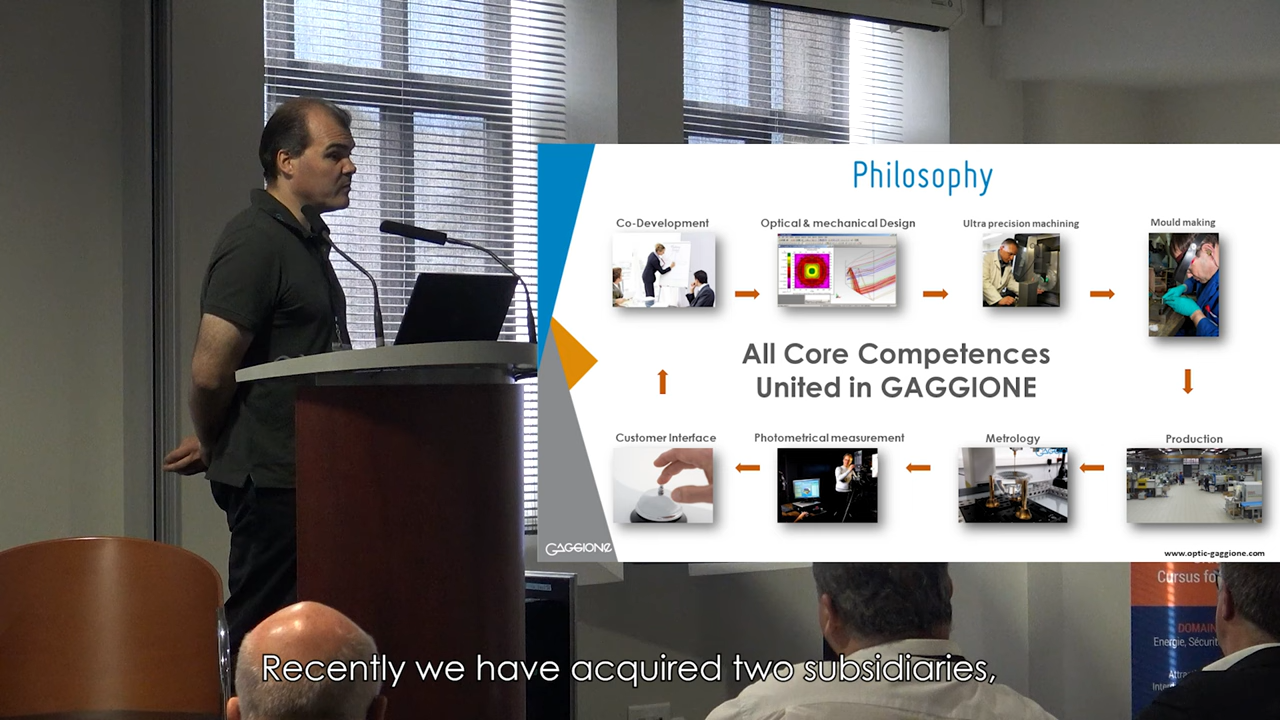 Philosophy
Co-Development
Optical & mechanical Design
Ultra precision machining
Mould making
All Core Competences
United in GAGGIONE
Customer Interface
Photometrical measurement
Metrology
Production
GAGGIONE
www.optic-gaggione.com
Cursus fo
DOMAIN
Energie, Sécurit
Recently we have acquired two subsidiaries,